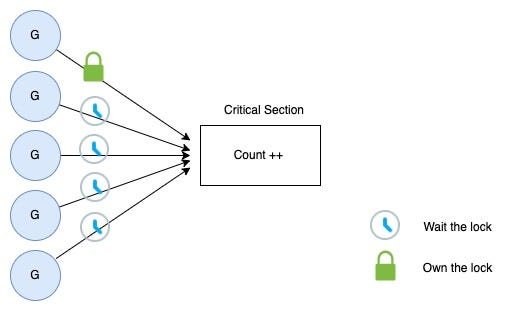 G
G
G
G
G
Critical Section
Count ++
Wait the lock
Own the lock